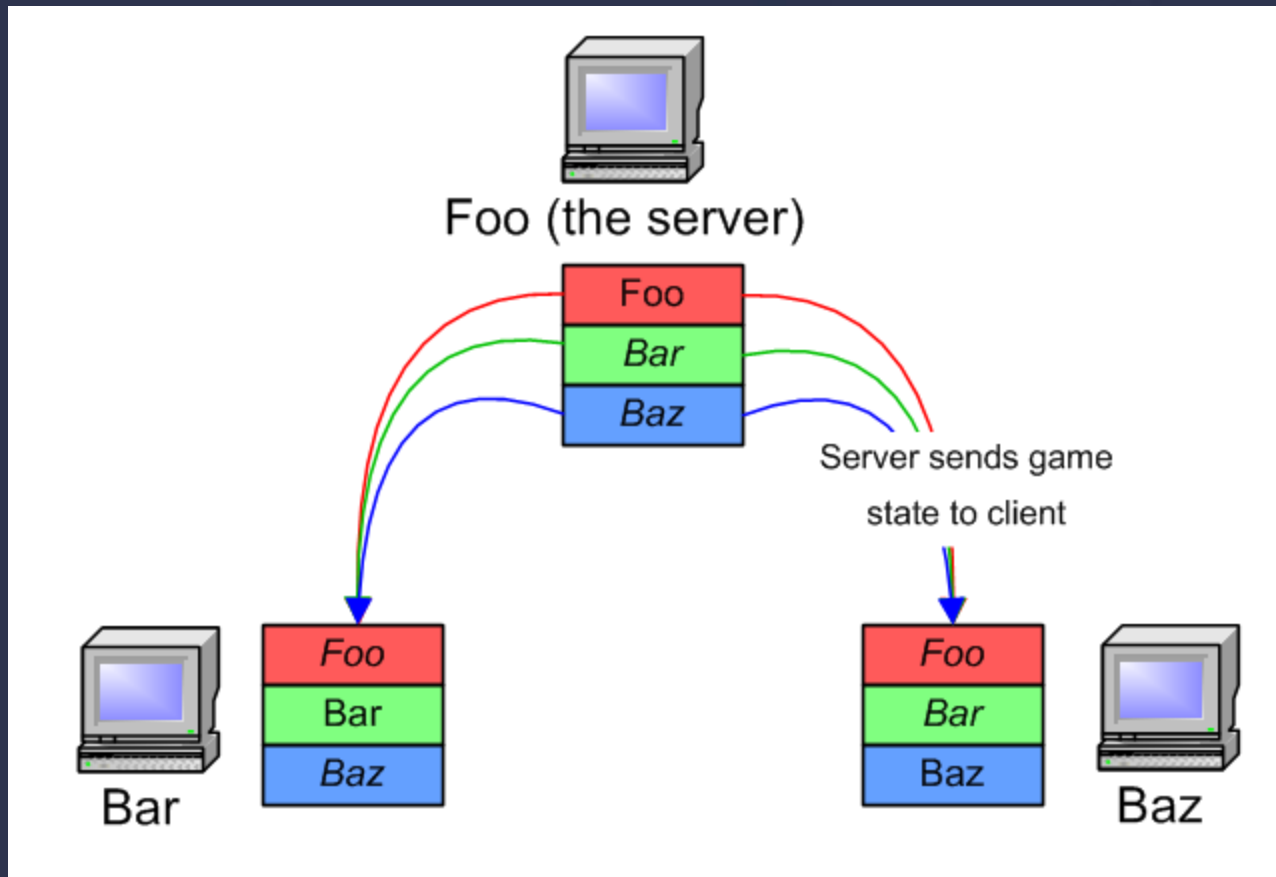 Foo (the server)
Foo
Bar
Baz
Server sends game
state to client
Foo
Bar
Baz
Bar
Foo
Bar
Baz
Baz